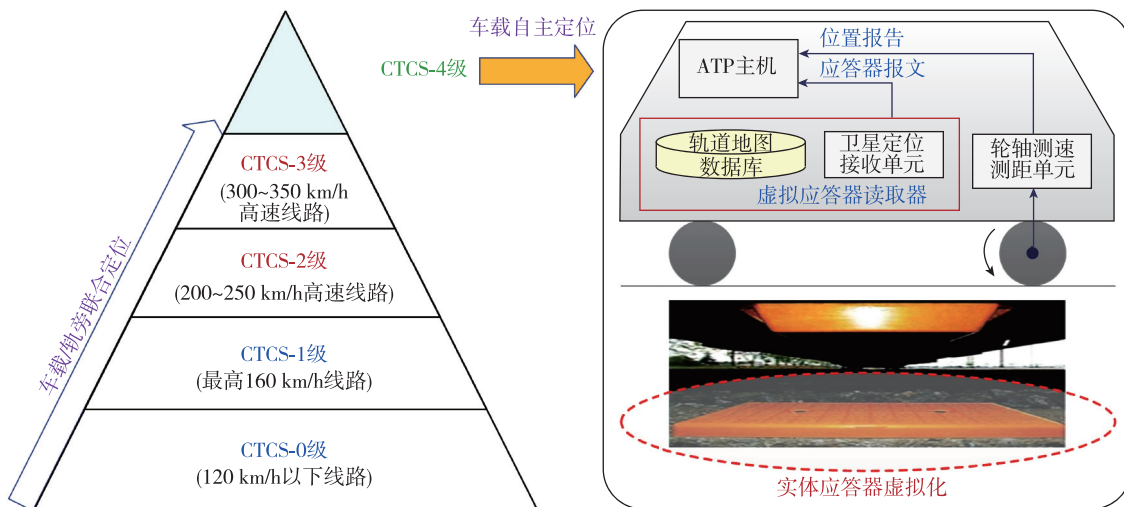 车载/轨旁联合定位
CTCS-3级
(300~350 km/h
高速线路)
CTCS-2级
(200~250 km/h高速线路)
CTCS-1级
(最高160 km/h线路)
CTCS-0级
(120 km/h以下线路)
车载自主定位
CTCS-4级
ATP主机
位置报告
应答器报文
轨道地图
数据库
卫星定位
接收单元
虚拟应答器读取器
轮轴测速
测距单元
实体应答器虚拟化